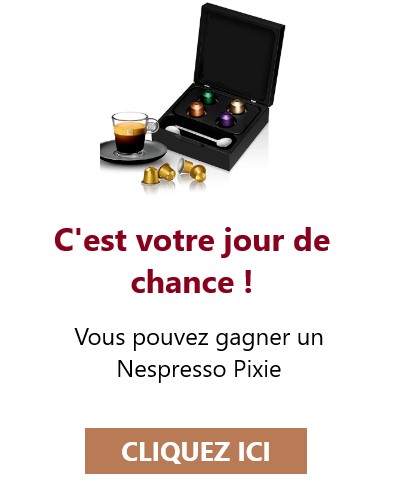 C'est votre jour de
chance !
Vous pouvez gagner un
Nespresso Pixie
CLIQUEZ ICI